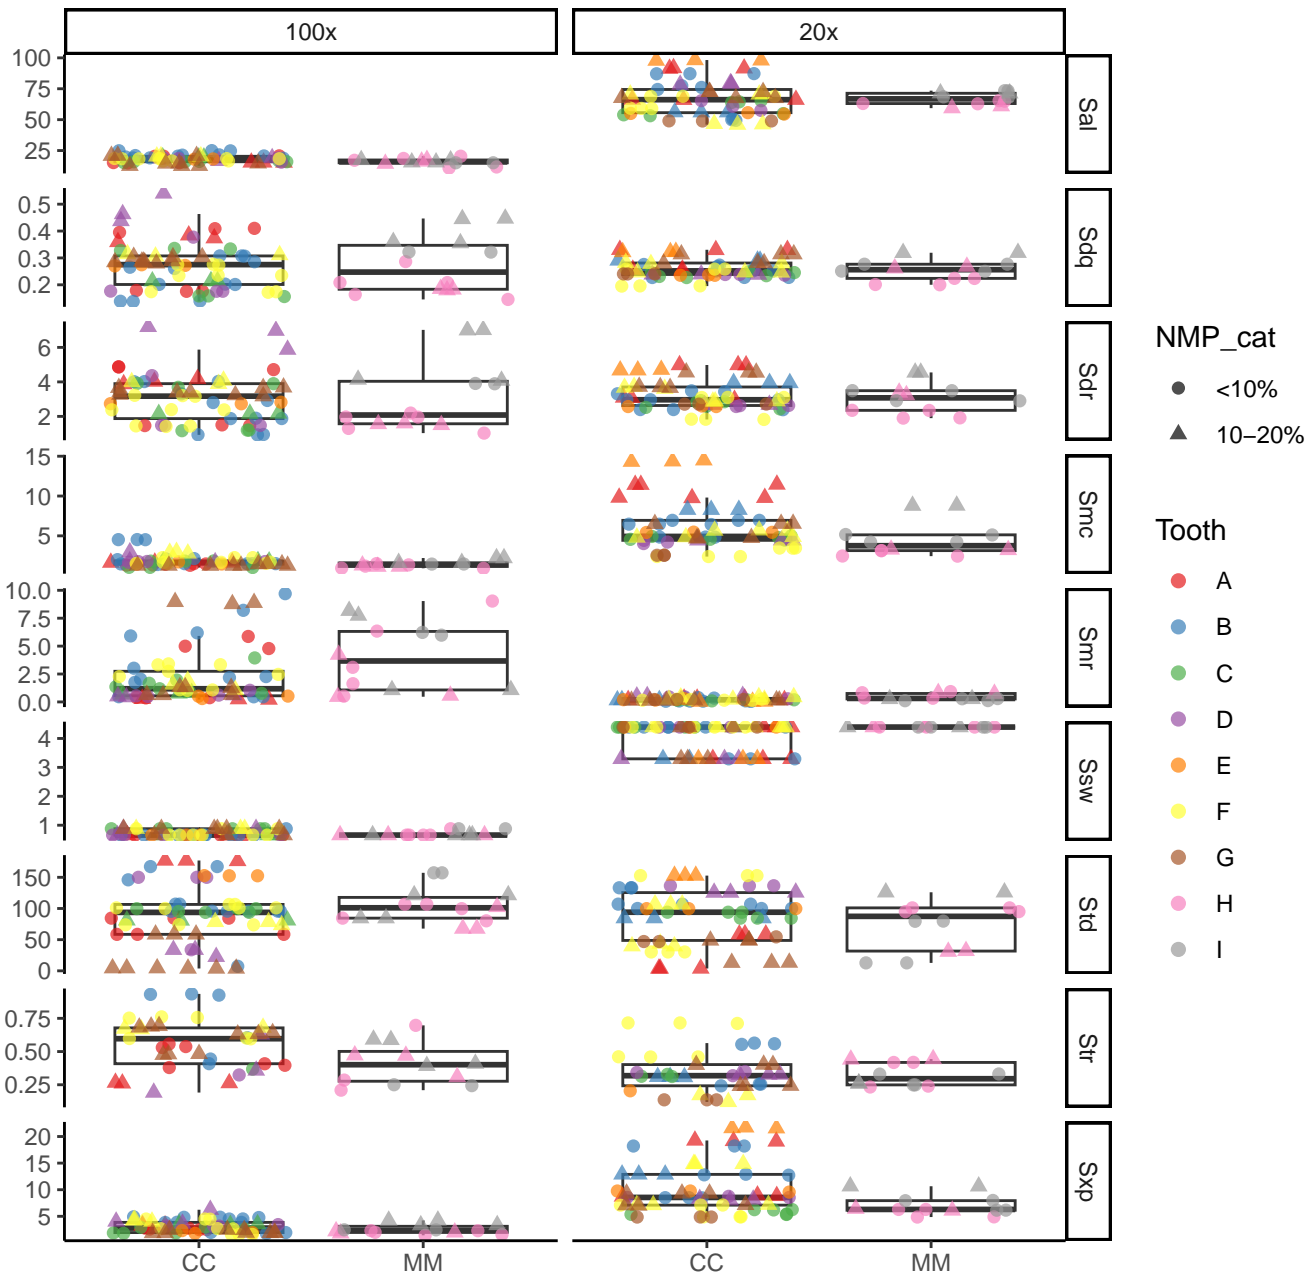 100x 20x
100
75
50
25
Sal
0.5
0.4
0.3
0.2
Sdq
6
4
2
Sdr
15
10
5
Smc
10.0
7.5
5.0
2.5
0.0
Smr
4
3
2
1
Ssw
150
100
50
0
Std
0.75
0.50
0.25
Str
20
15
10
5
Sxp
CC MM CC MM
NMP_cat
<10%
10–20%
Tooth
A
B
C
D
E
F
G
H
I